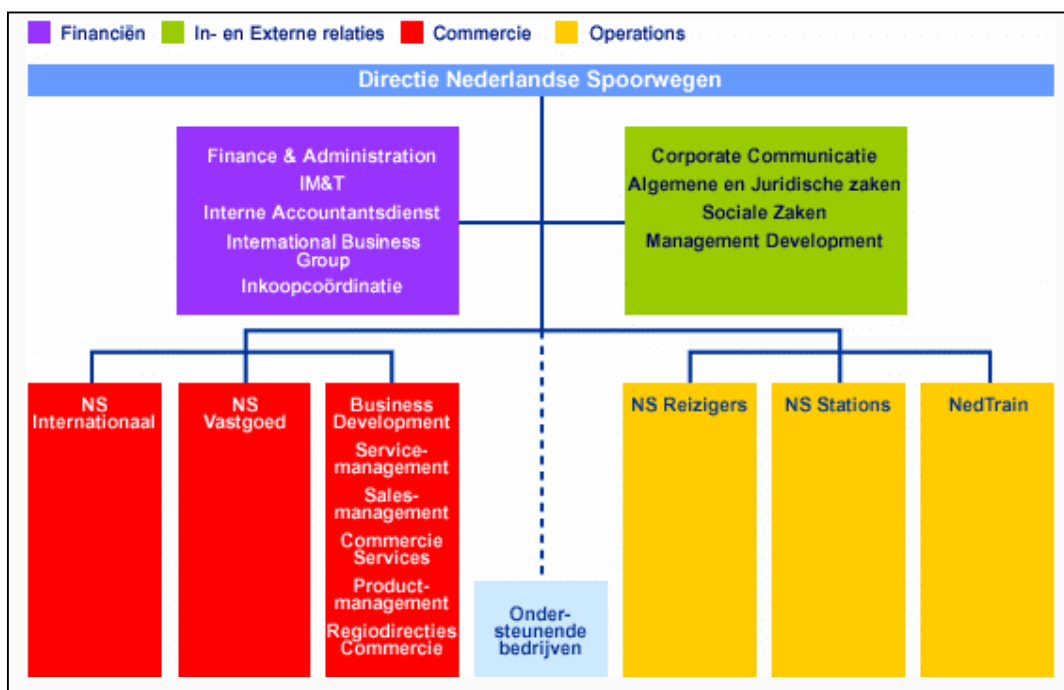 Financiën
In- en Externe relaties
Commercie
Operations
Directie Nederlandse Spoorwegen
Finance & Administration
IM&T
Interne Accountantsdienst
International Business
Group
Inkoopcoördinatie
Corporate Communicatie
Algemene en Juridische zaken
Sociale Zaken
Management Development
NS
Internationaal
NS
Vastgoed
Business
Development
Service-
management
Sales-
management
Commercie
Services
Product-
management
Regiodirecties
Commercie
Onder-
steunende
bedrijven
NS Reizigers
NS Stations
NedTrain